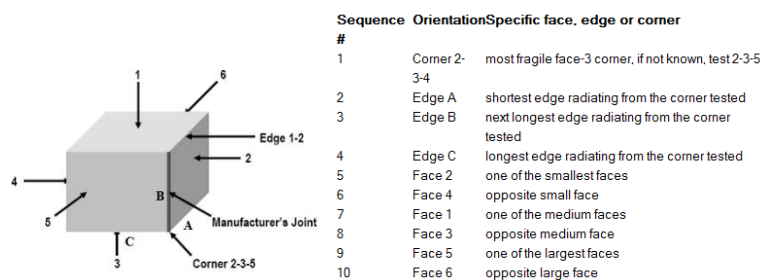 1
6
Edge 1-2
2
4
B
5
Manufacturer's Joint
A
C
3
Corner 2-3-5
Sequence OrientationSpecific face, edge or corner
#
1 Corner 2- most fragile face-3 corner, if not known, test 2-3-5
3-4
2 Edge A shortest edge radiating from the corner tested
3 Edge B next longest edge radiating from the corner
tested
4 Edge C longest edge radiating from the corner tested
5 Face 2 one of the smallest faces
6 Face 4 opposite small face
7 Face 1 one of the medium faces
8 Face 3 opposite medium face
9 Face 5 one of the largest faces
10 Face 6 opposite large face